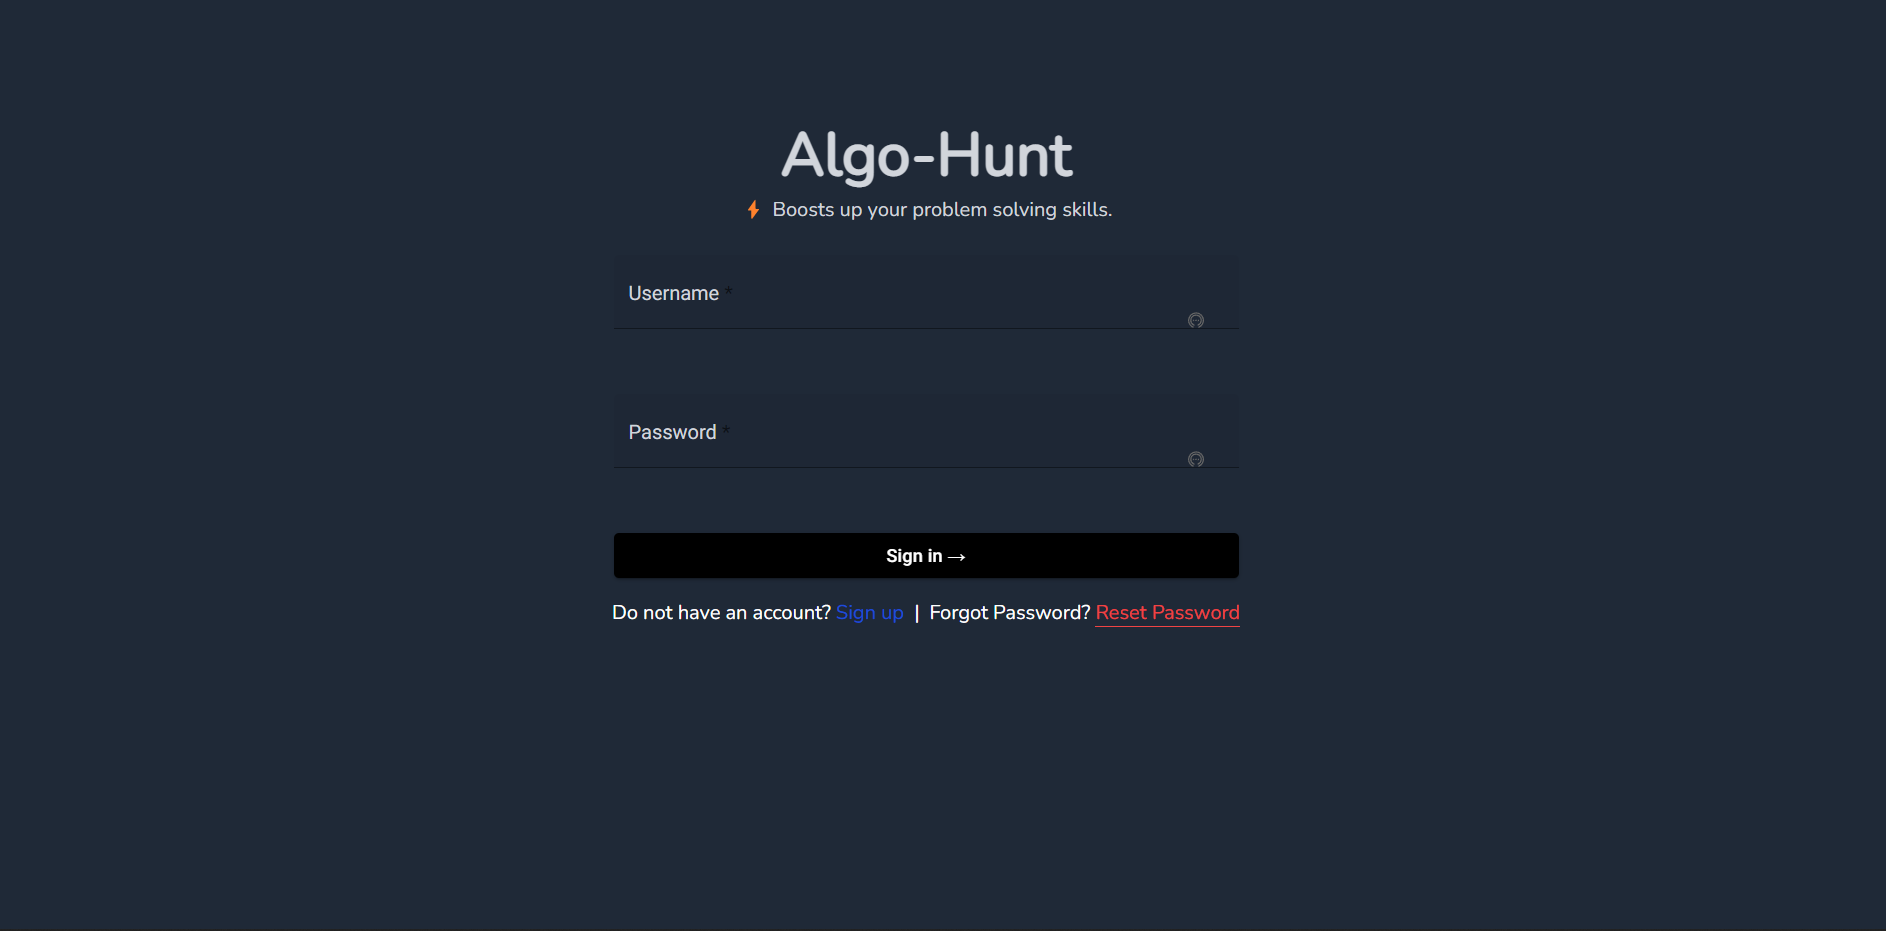 Algo-Hunt
Boosts up your problem solving skills.
Username *
Password *
Sign in →
Do not have an account? Sign up | Forgot Password? Reset Password